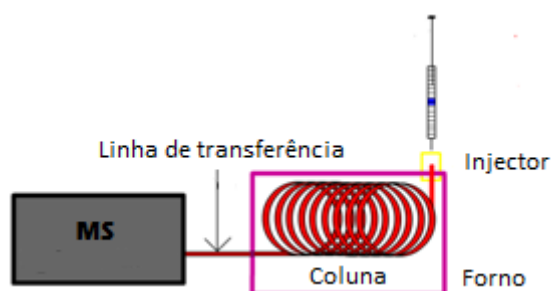 Linha de transferência
Injector
MS
Coluna
Forno